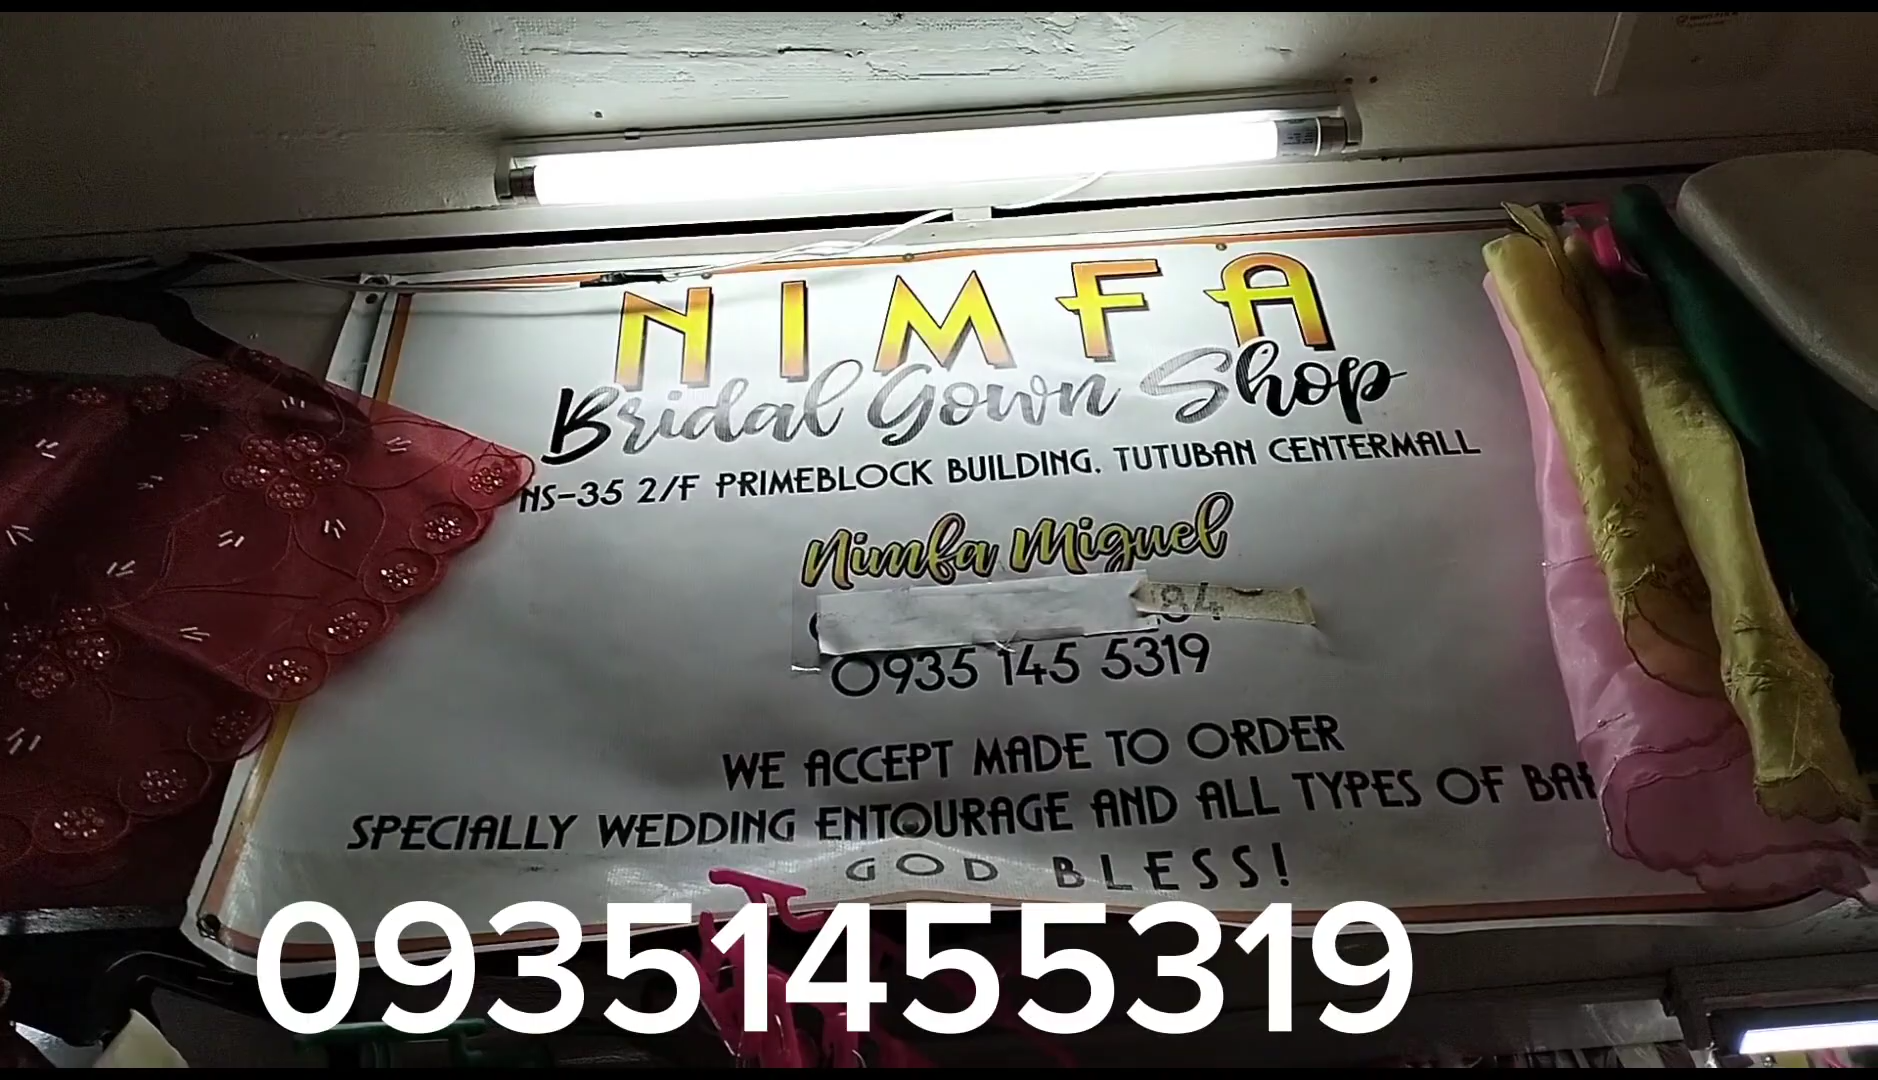 NIMFA
Bridal Gown Shop
NS-35 2/F PRIMEBLOCK BUILDING, TUTUBAN CENTERMALL
Nimfa Miguel
84
0935 145 5319
WE ACCEPT MADE TO ORDER
SPECIALLY WEDDING ENTOURAGE AND ALL TYPES OF
GOD BLESS!
09351455319